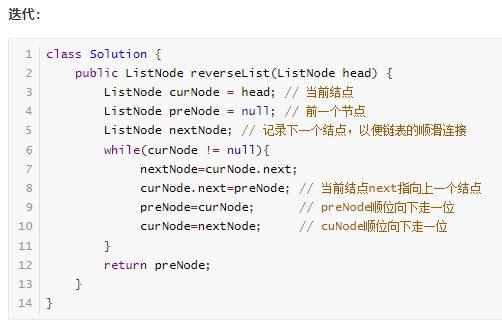 迭代：
1 class Solution {
2 public ListNode reverseList(ListNode head) {
3 ListNode curNode = head; // 当前结点
4 ListNode preNode = null; // 前一个节点
5 ListNode nextNode; // 记录下一个结点，以便链表的顺滑连接
6 while(curNode != null){
7 nextNode=curNode.next;
8 curNode.next=preNode; // 当前结点next指向上一个结点
9 preNode=curNode; // preNode顺位向下走一位
10 curNode=nextNode; // cuNode顺位向下走一位
11 }
12 return preNode;
13 }
14 }